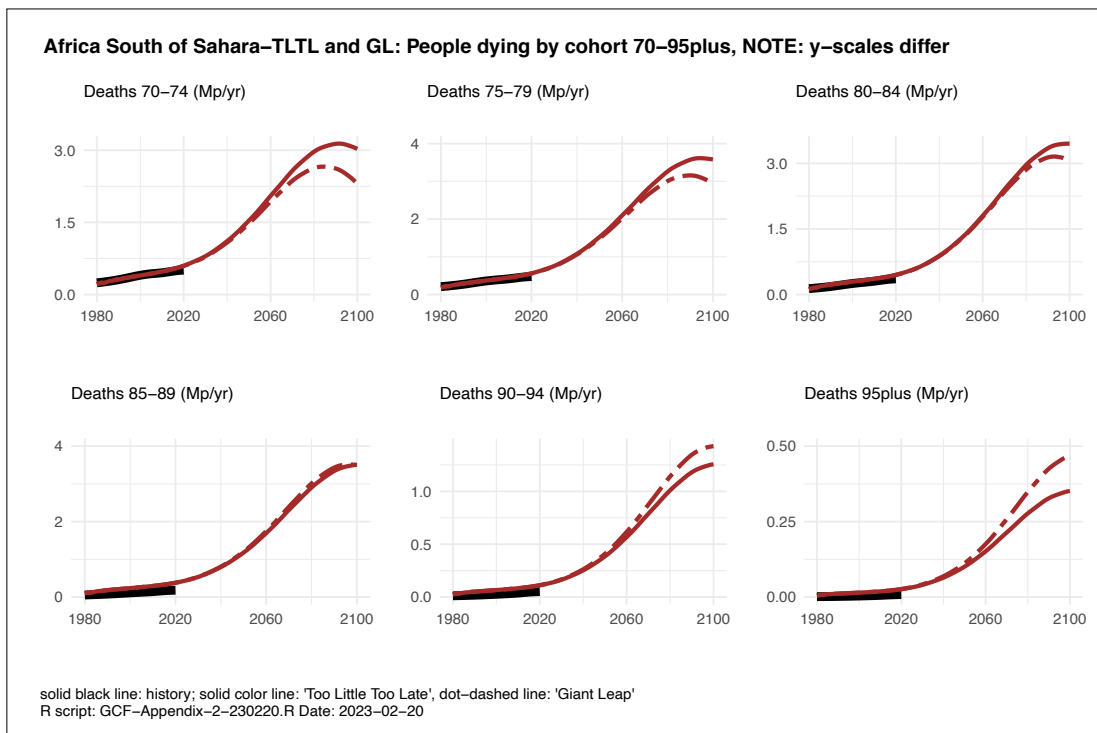 Africa South of Sahara−TLTL and GL: People dying by cohort 70−95plus, NOTE: y−scales differ
Deaths 70−74 (Mp/yr)
3.0
1.5
0.0
1980 2020 2060 2100
Deaths 75−79 (Mp/yr)
4
2
0
1980 2020 2060 2100
Deaths 80−84 (Mp/yr)
3.0
1.5
0.0
1980 2020 2060 2100
Deaths 85−89 (Mp/yr)
4
2
0
1980 2020 2060 2100
Deaths 90−94 (Mp/yr)
1.0
0.5
0.0
1980 2020 2060 2100
Deaths 95plus (Mp/yr)
0.50
0.25
0.00
1980 2020 2060 2100
solid black line: history; solid color line: 'Too Little Too Late', dot−dashed line: 'Giant Leap'
R script: GCF−Appendix−2−230220.R Date: 2023−02−20